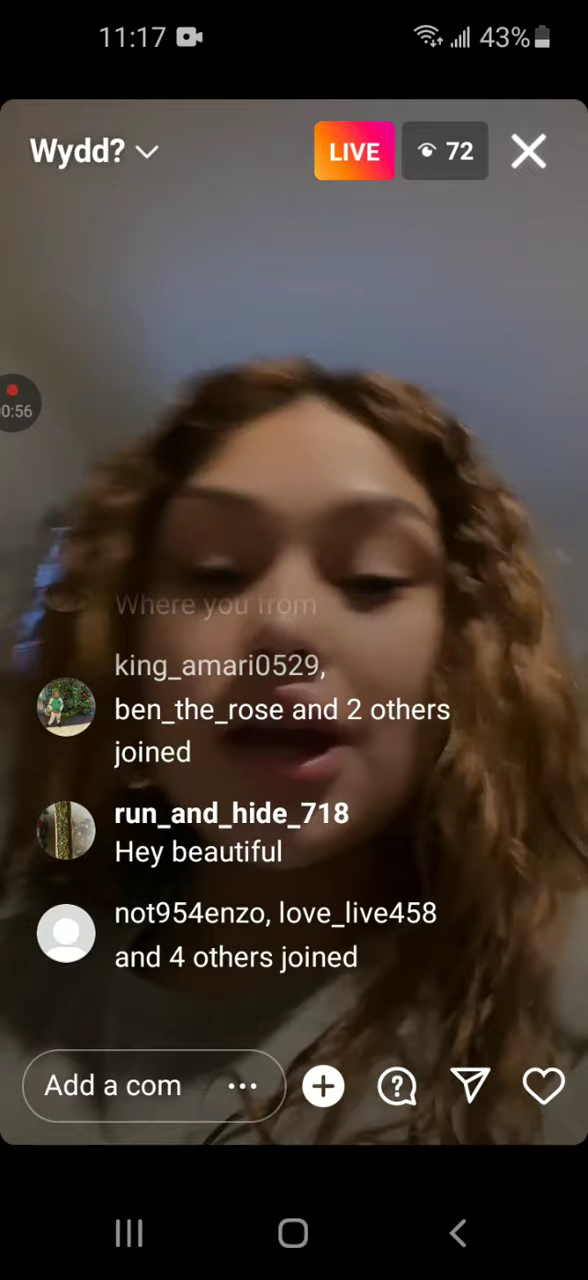 11:17
43%
Wydd?
LIVE
72
0:56
Where you from
king_amari0529,
ben_the_rose and 2 others
joined
run_and_hide_718
Hey beautiful
not954enzo, love_live458
and 4 others joined
Add a com